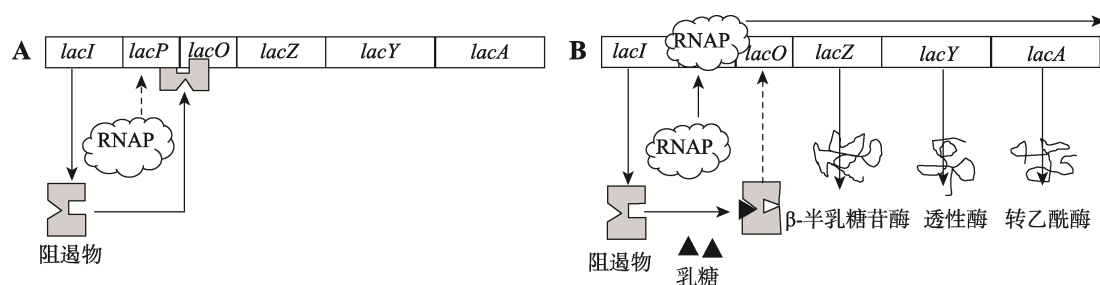 A
lacI lacP lacO lacZ lacY lacA
RNAP
阻遏物
B
RNAP
lacI lacO lacZ lacY lacA
RNAP
阻遏物
乳糖
β-半乳糖苷酶 透性酶 转乙酰酶